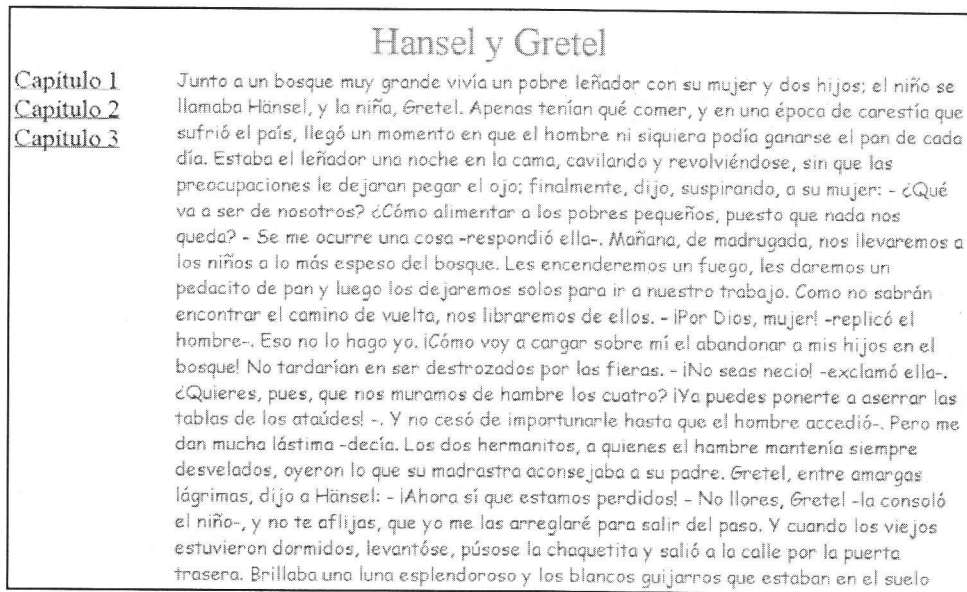 Hansel y Gretel
Capítulo 1
Capítulo 2
Capítulo 3
Junto a un bosque muy grande vivía un pobre leñador con su mujer y dos hijos; el niño se
llamaba Hänsel, y la niña, Gretel. Apenas tenían qué comer, y en una época de carestía que
sufrió el país, llegó un momento en que el hombre ni siquiera podía ganarse el pan de cada
día. Estaba el leñador una noche en la cama, cavilando y revolviéndose, sin que las
preocupaciones le dejaran pegar el ojo; finalmente, dijo, suspirando, a su mujer: - ¿Qué
va a ser de nosotros? ¿Cómo alimentar a los pobres pequeños, puesto que nada nos
queda? - Se me ocurre una cosa -respondió ella-. Mañana, de madrugada, nos llevaremos a
los niños a lo más espeso del bosque. Les encenderemos un fuego, les daremos un
pedacito de pan y luego los dejaremos solos para ir a nuestro trabajo. Como no sabrán
encontrar el camino de vuelta, nos libraremos de ellos. - ¡Por Dios, mujer! -replicó el
hombre-. Eso no lo hago yo. ¡Cómo voy a cargar sobre mí el abandonar a mis hijos en el
bosque! No tardarían en ser destrozados por las fieras. - ¡No seas necio! -exclamó ella-.
¿Quieres, pues, que nos muramos de hambre los cuatro? ¡Ya puedes ponerte a aserrar las
tablas de los ataúdes! -. Y no cesó de importunarle hasta que el hombre accedió-. Pero me
dan mucha lástima -decía. Los dos hermanitos, a quienes el hambre mantenía siempre
desvelados, oyeron lo que su madrastra aconsejaba a su padre. Gretel, entre amargas
lágrimas, dijo a Hänsel: - ¡Ahora sí que estamos perdidos! - No llores, Gretel -la consoló
el niño-, y no te aflijas, que yo me las arreglaré para salir del paso. Y cuando los viejos
estuvieron dormidos, levantóse, púsose la chaquetita y salió a la calle por la puerta
trasera. Brillaba una luna esplendoroso y los blancos guijarros que estaban en el suelo